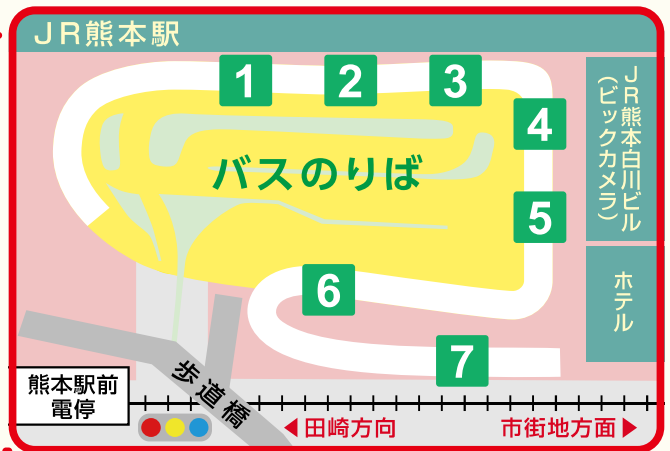 JR熊本駅
1
2
3
4
5
6
7
バスのりば
JR熊本白川ビル
(ビックカメラ)
ホテル
歩道橋
熊本駅前
電停
◀田崎方向
市街地方面▶